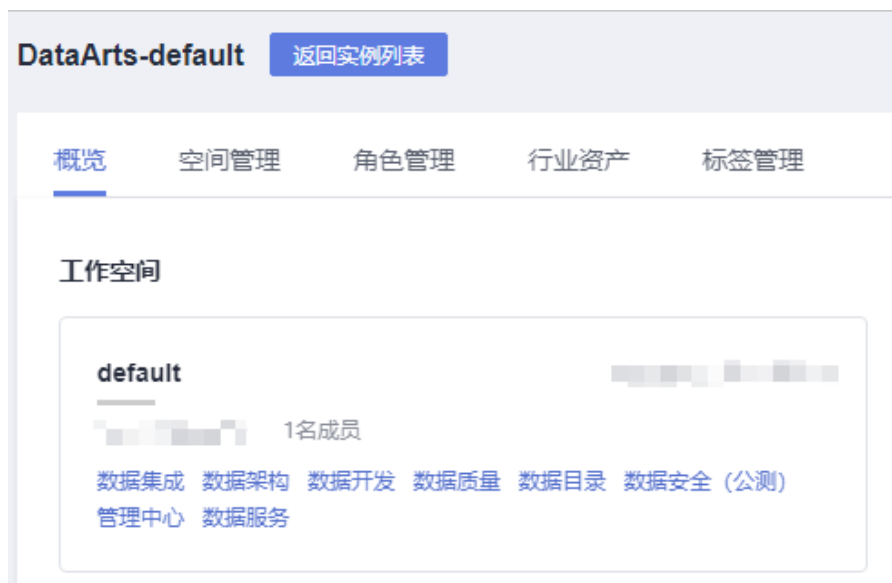 DataArts-default 返回实例列表
概览 空间管理 角色管理 行业资产 标签管理
工作空间
default
1名成员
数据集成 数据架构 数据开发 数据质量 数据目录 数据安全（公测）
管理中心 数据服务